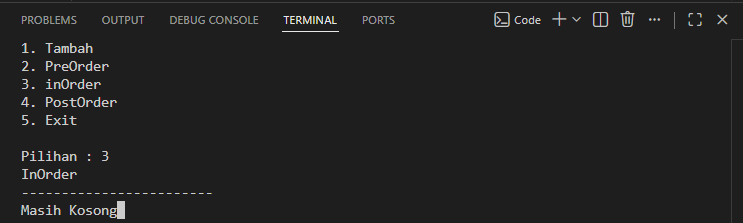 PROBLEMS OUTPUT DEBUG CONSOLE TERMINAL PORTS Code
1. Tambah
2. PreOrder
3. inOrder
4. PostOrder
5. Exit
Pilihan : 3
InOrder
------------------------
Masih Kosong